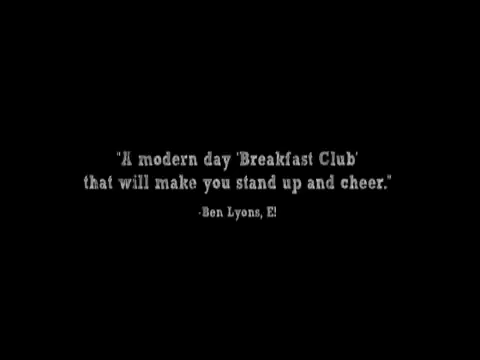 "A modern day 'Breakfast Club'
that will make you stand up and cheer."
-Ben Lyons, E!